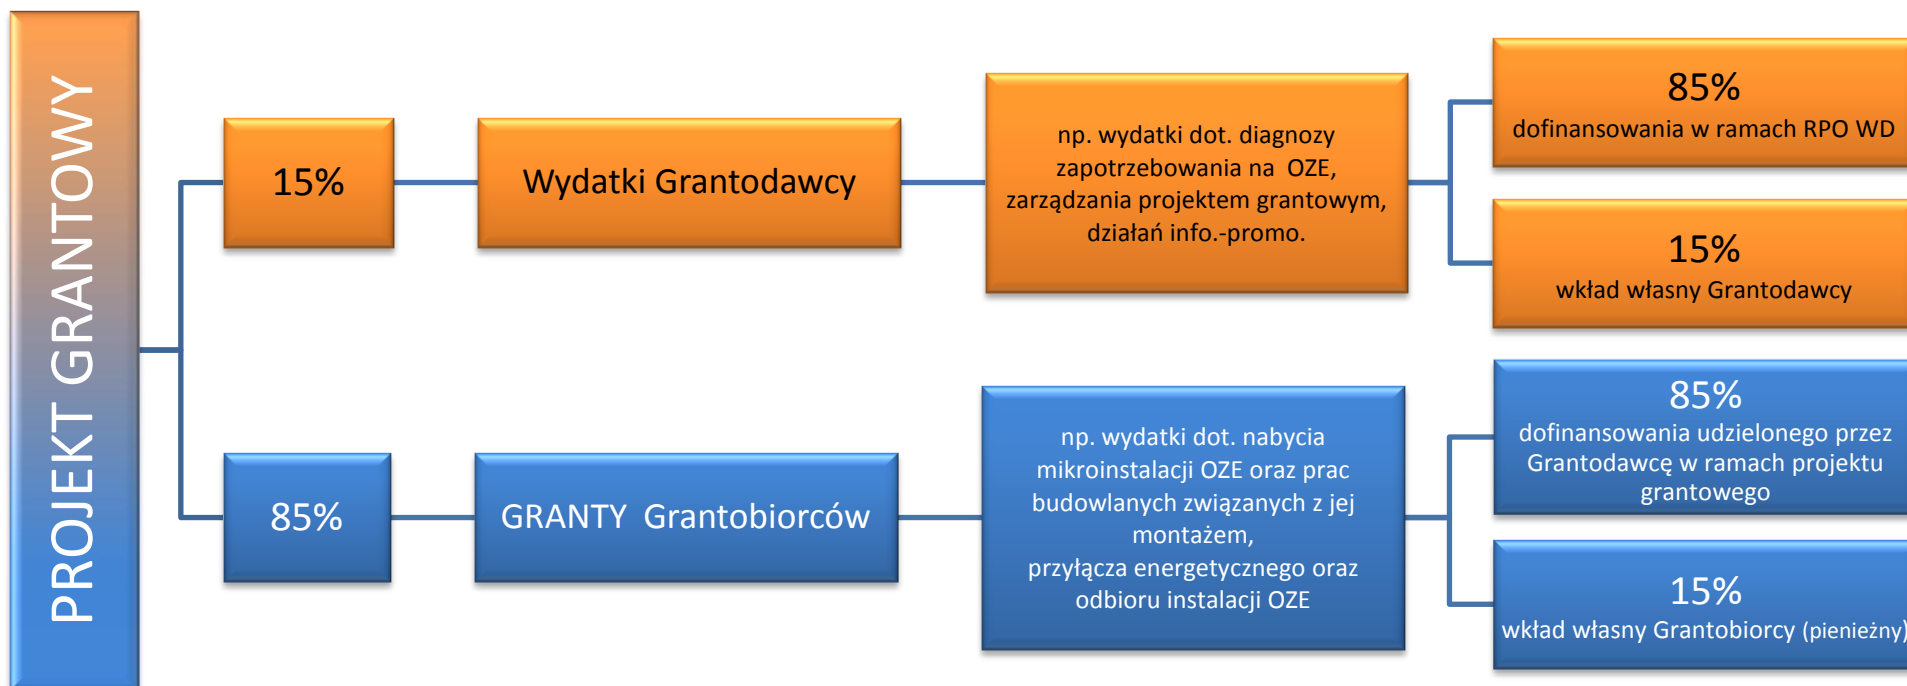 PROJEKT GRANTOWY
15%
Wydatki Grantodawcy
np. wydatki dot. diagnozy
zapotrzebowania na  OZE,
zarządzania projektem grantowym,
działań info.-promo.
85%
dofinansowania w ramach RPO WD
15%
wkład własny Grantodawcy
85%
GRANTY  Grantobiorców
np. wydatki dot. nabycia
mikroinstalacji OZE oraz prac
budowlanych związanych z jej
montażem,
przyłącza energetycznego oraz
odbioru instalacji OZE
85%
dofinansowania udzielonego przez
Grantodawcę w ramach projektu
grantowego
15%
wkład własny Grantobiorcy (pienieżny)